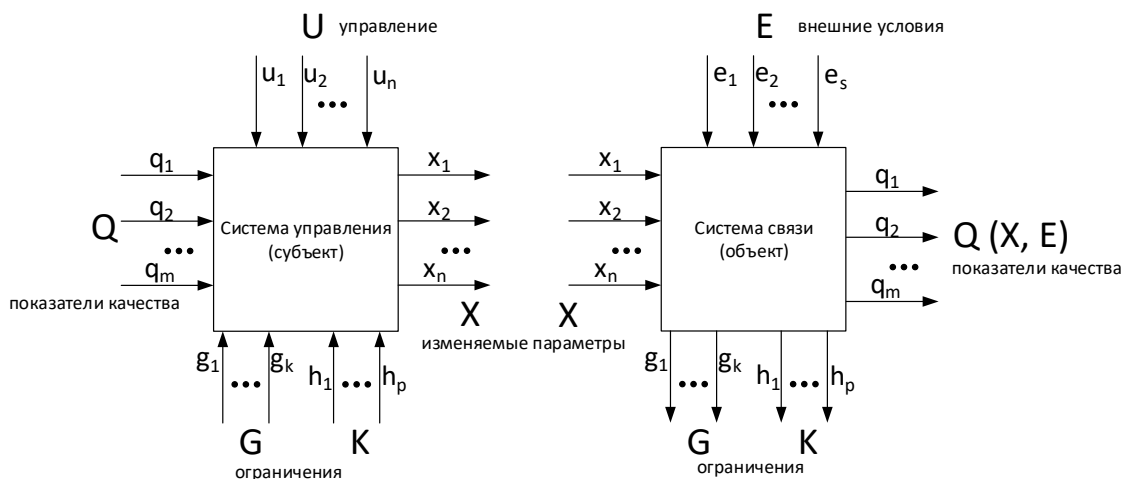 U управление
u1 u2 ... un
q1
q2
Q
...
qm
показатели качества
Система управления
(субъект)
x1
x2
...
xn
X
g1 ... gk
h1 ... hp
G K
ограничения
изменяемые параметры
E внешние условия
e1 e2 ... es
x1
x2
...
xn
X
Система связи
(объект)
q1
q2
...
qm
Q (X, E)
показатели качества
g1 ... gk
h1 ... hp
G K
ограничения